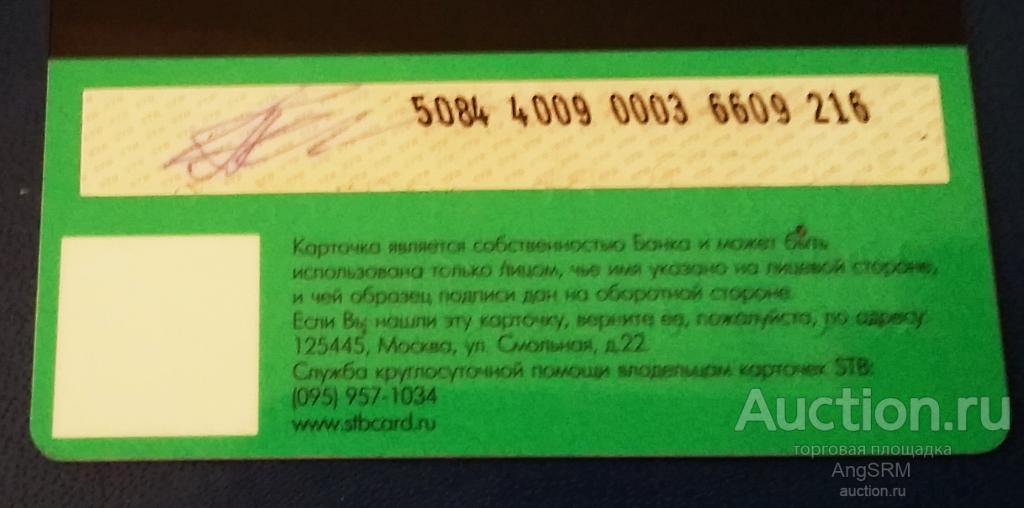 5084 4009 0003 6609 216
Карточка является собственностью Банка и может быть
использована только Лицом, чье имя указано на лицевой стороне,
и чей образец подписи дан на оборотной стороне.
Если Вы нашли эту карточку, верните ее, пожалуйста, по адресу:
125445, Москва, ул. Смольная, д.22.
Служба круглосуточной помощи владельцам карточек STB:
(095) 957-1034
www.stbcard.ru
Auction.ru
торговая площадка
AngSRM
auction.ru